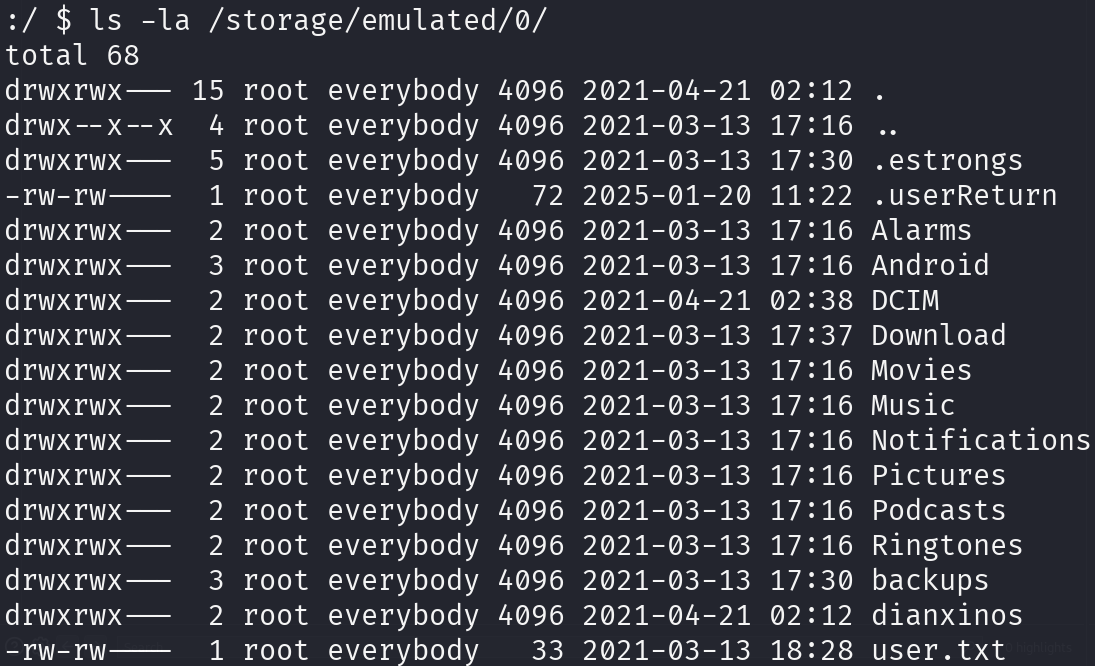 :/ $ ls -la /storage/emulated/0/
total 68
drwxrwx--- 15 root everybody 4096 2021-04-21 02:12 .
drwx--x--x  4 root everybody 4096 2021-03-13 17:16 ..
drwxrwx---  5 root everybody 4096 2021-03-13 17:30 .estrongs
-rw-rw----  1 root everybody   72 2025-01-20 11:22 .userReturn
drwxrwx---  2 root everybody 4096 2021-03-13 17:16 Alarms
drwxrwx---  3 root everybody 4096 2021-03-13 17:16 Android
drwxrwx---  2 root everybody 4096 2021-04-21 02:38 DCIM
drwxrwx---  2 root everybody 4096 2021-03-13 17:37 Download
drwxrwx---  2 root everybody 4096 2021-03-13 17:16 Movies
drwxrwx---  2 root everybody 4096 2021-03-13 17:16 Music
drwxrwx---  2 root everybody 4096 2021-03-13 17:16 Notifications
drwxrwx---  2 root everybody 4096 2021-03-13 17:16 Pictures
drwxrwx---  2 root everybody 4096 2021-03-13 17:16 Podcasts
drwxrwx---  2 root everybody 4096 2021-03-13 17:16 Ringtones
drwxrwx---  3 root everybody 4096 2021-03-13 17:30 backups
drwxrwx---  2 root everybody 4096 2021-04-21 02:12 dianxinos
-rw-rw----  1 root everybody   33 2021-03-13 18:28 user.txt